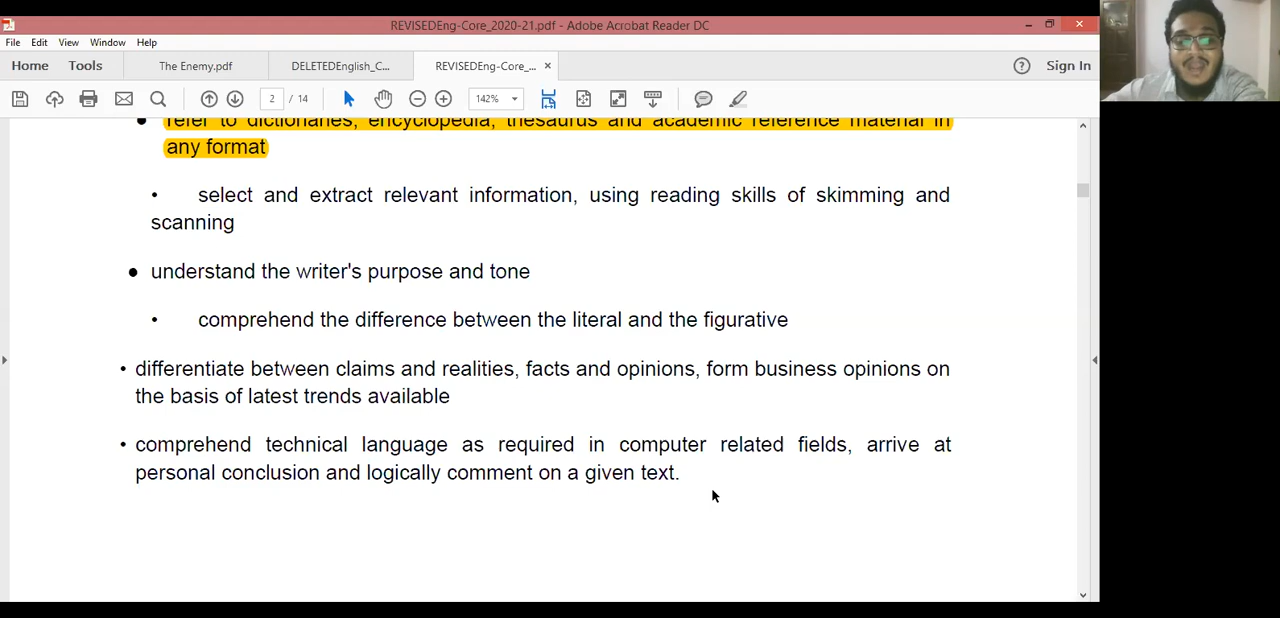 REVISEDEng-Core_2020-21.pdf - Adobe Acrobat Reader DC
File Edit View Window Help
Home Tools The Enemy.pdf DELETEDEnglish_C... REVISEDEng-Core_... × Sign In
2 / 14 142%
refer to dictionaries, encyclopedia, thesaurus and academic reference material in
any format
• select and extract relevant information, using reading skills of skimming and
scanning
● understand the writer's purpose and tone
• comprehend the difference between the literal and the figurative
• differentiate between claims and realities, facts and opinions, form business opinions on
the basis of latest trends available
• comprehend technical language as required in computer related fields, arrive at
personal conclusion and logically comment on a given text.